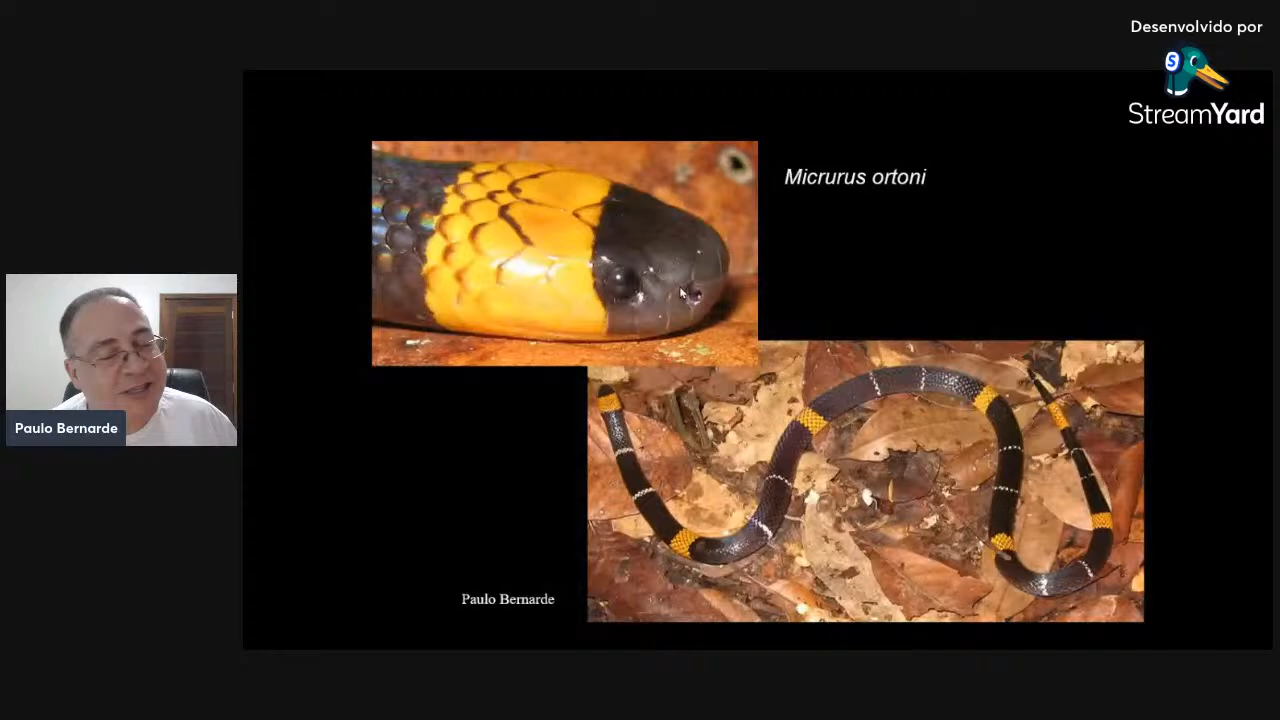 Desenvolvido por
S
StreamYard
Micrurus ortoni
Paulo Bernarde
Paulo Bernarde